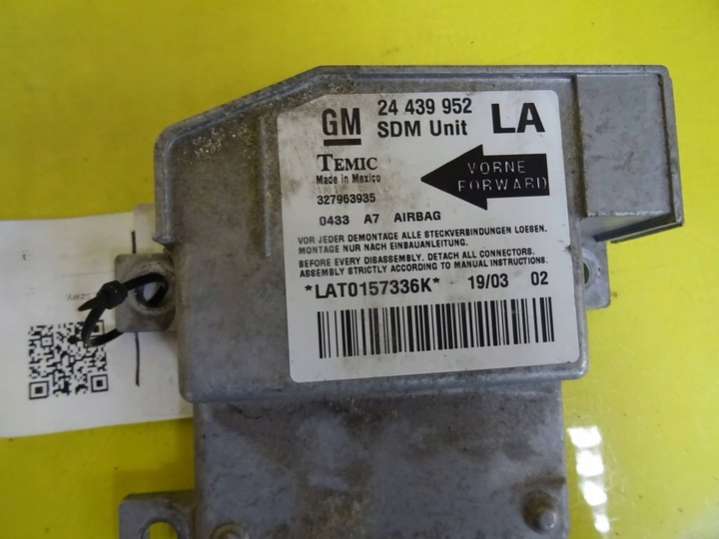 GM 24 439 952 LA
SDM Unit
TEMIC
Made in Mexico
VORNE
FORWARD
327963935
0433 A7 AIRBAG
VOR JEDER DEMONTAGE ALLE STECKVERBINDUNGEN LOESEN.
MONTAGE NUR NACH EINBAUANLEITUNG.
BEFORE EVERY DISASSEMBLY. DETACH ALL CONNECTORS.
ASSEMBLY STRICTLY ACCORDING TO MANUAL INSTRUCTIONS.
*LAT0157336K* 19/03 02